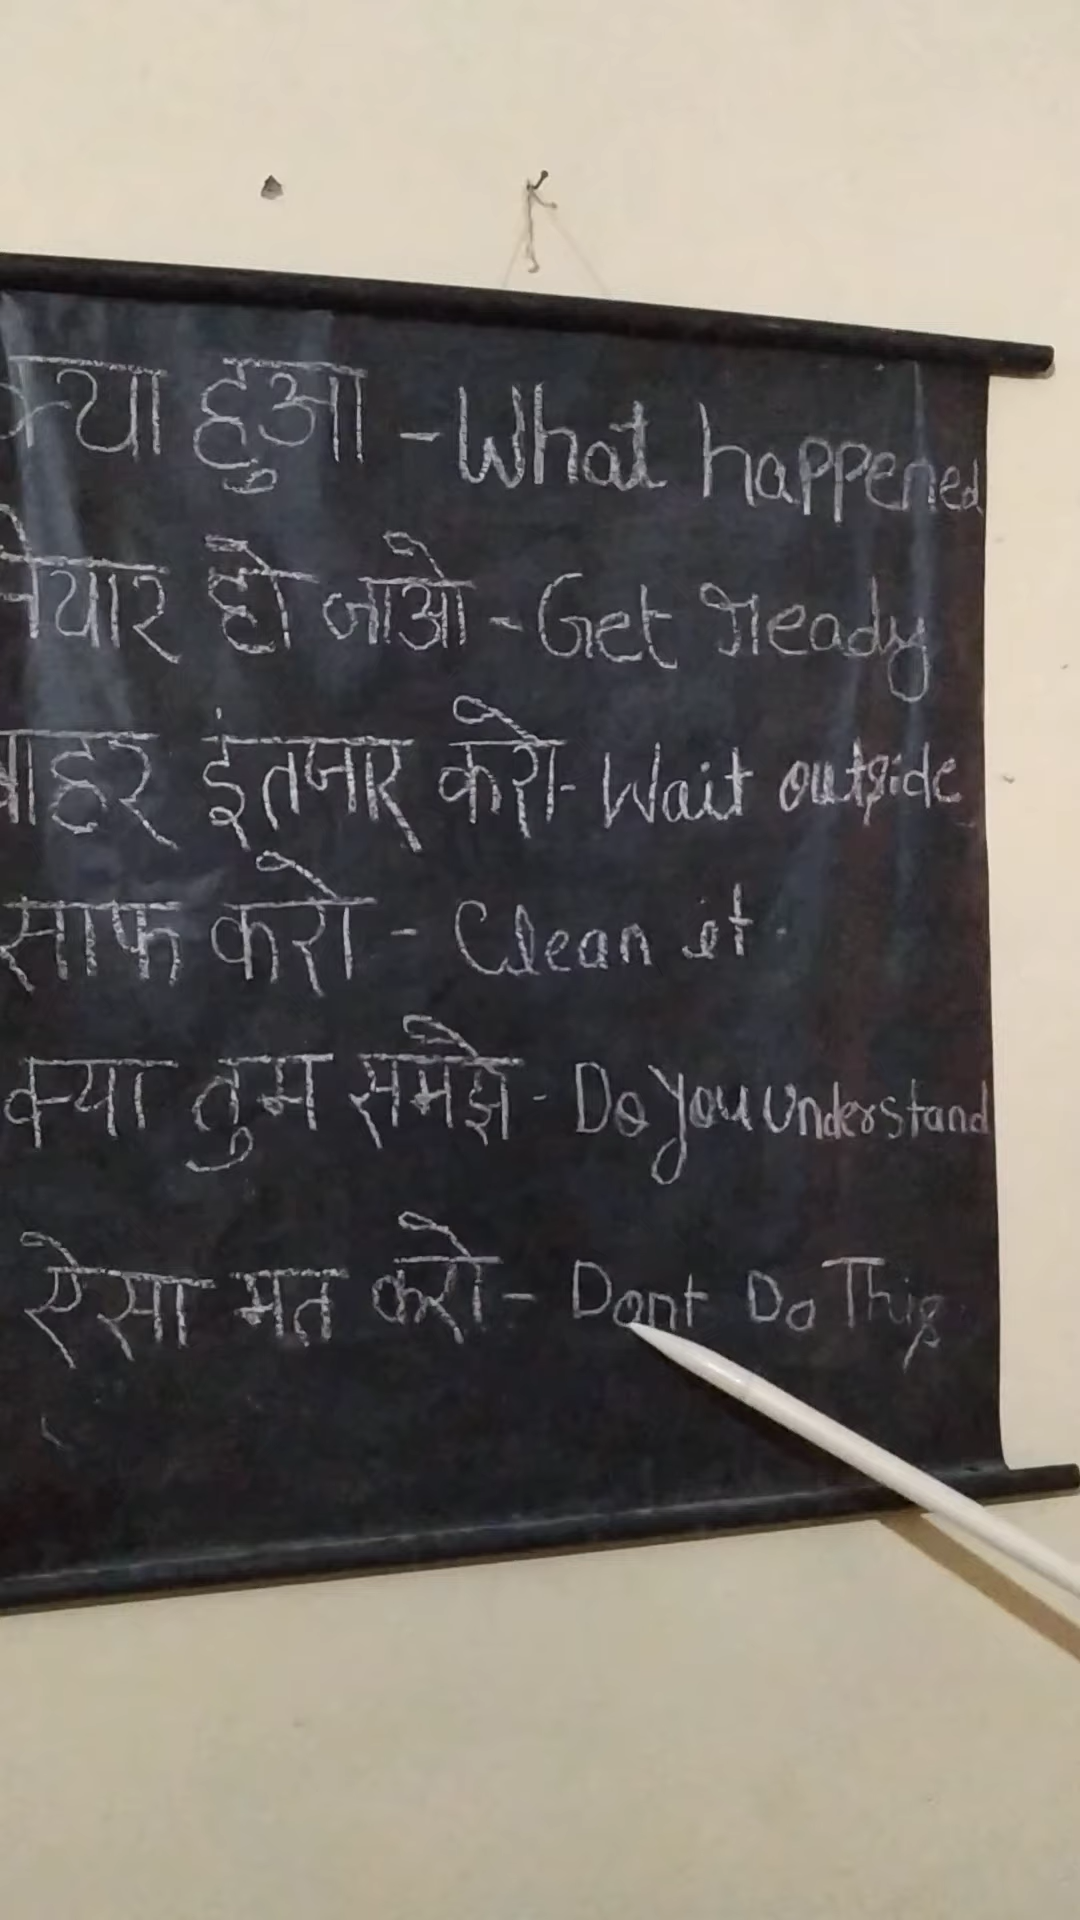 क्या हुआ - What happened
तैयार हो जाओ - Get ready
बाहर इंतजार करो - Wait outside
साफ करो - Clean it
क्या तुम समझे - Do you understand
ऐसा मत करो - Dont Do This